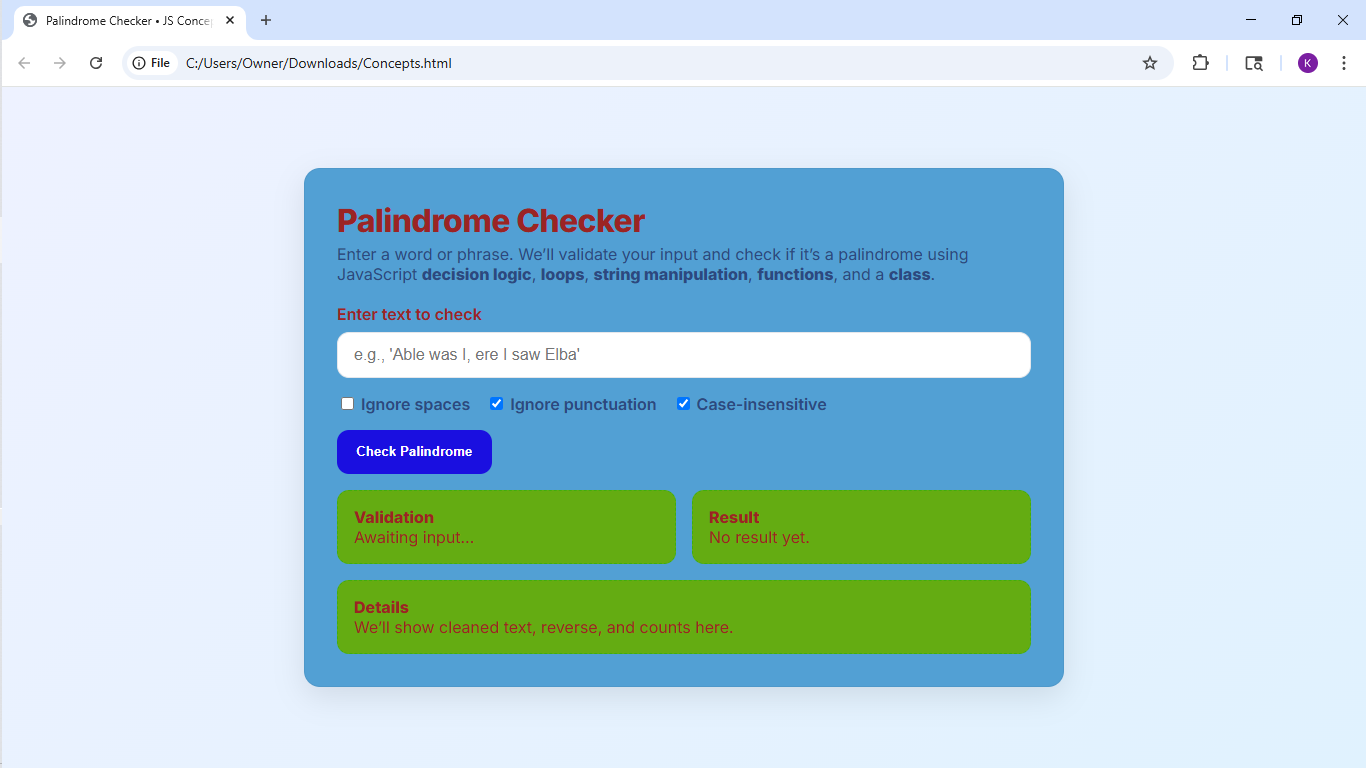 Palindrome Checker • JS Conce
File C:/Users/Owner/Downloads/Concepts.html
K
Palindrome Checker
Enter a word or phrase. We’ll validate your input and check if it’s a palindrome using
JavaScript decision logic, loops, string manipulation, functions, and a class.
Enter text to check
e.g., 'Able was I, ere I saw Elba'
Ignore spaces Ignore punctuation Case-insensitive
Check Palindrome
Validation
Awaiting input...
Result
No result yet.
Details
We’ll show cleaned text, reverse, and counts here.